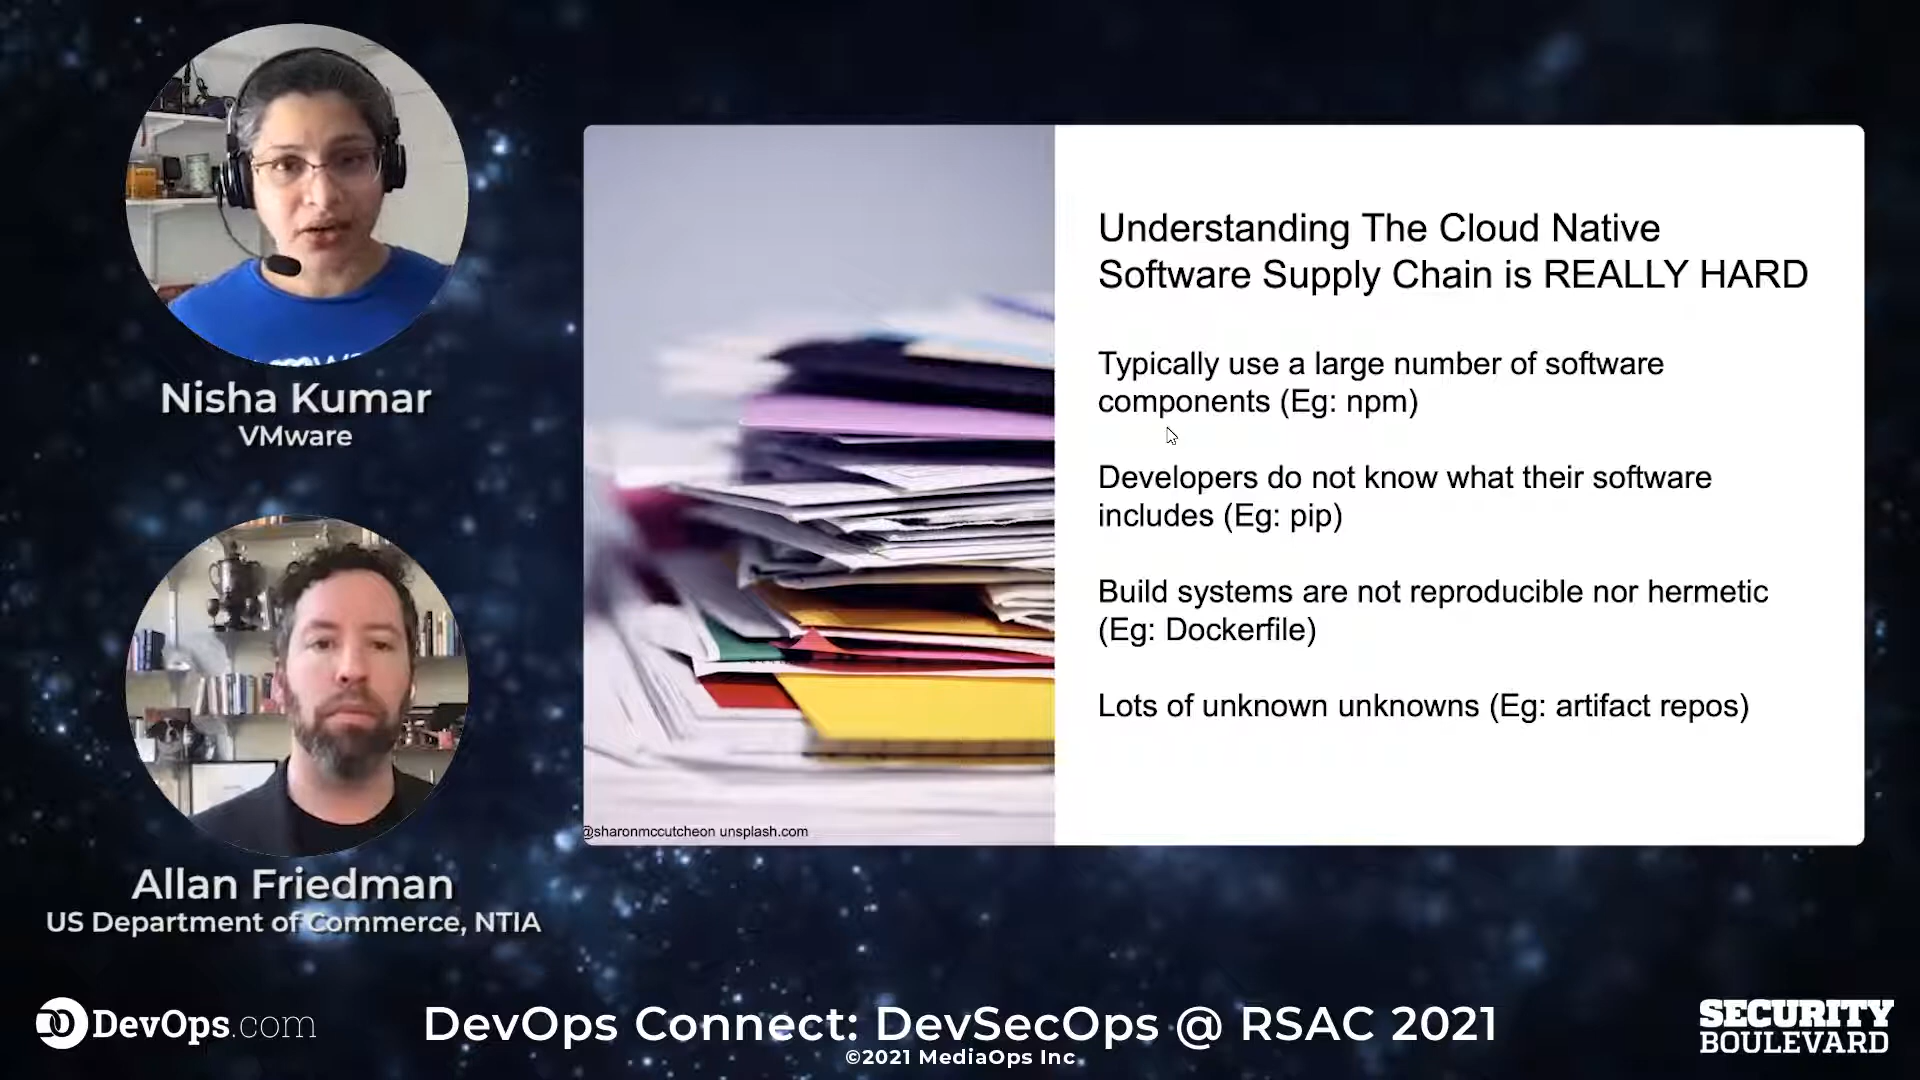 Nisha Kumar
VMware
Allan Friedman
US Department of Commerce, NTIA
Understanding The Cloud Native
Software Supply Chain is REALLY HARD
Typically use a large number of software
components (Eg: npm)
Developers do not know what their software
includes (Eg: pip)
Build systems are not reproducible nor hermetic
(Eg: Dockerfile)
Lots of unknown unknowns (Eg: artifact repos)
@sharonmccutcheon unsplash.com
DevOps.com
DevOps Connect: DevSecOps @ RSAC 2021
©2021 MediaOps Inc
SECURITY
BOULEVARD